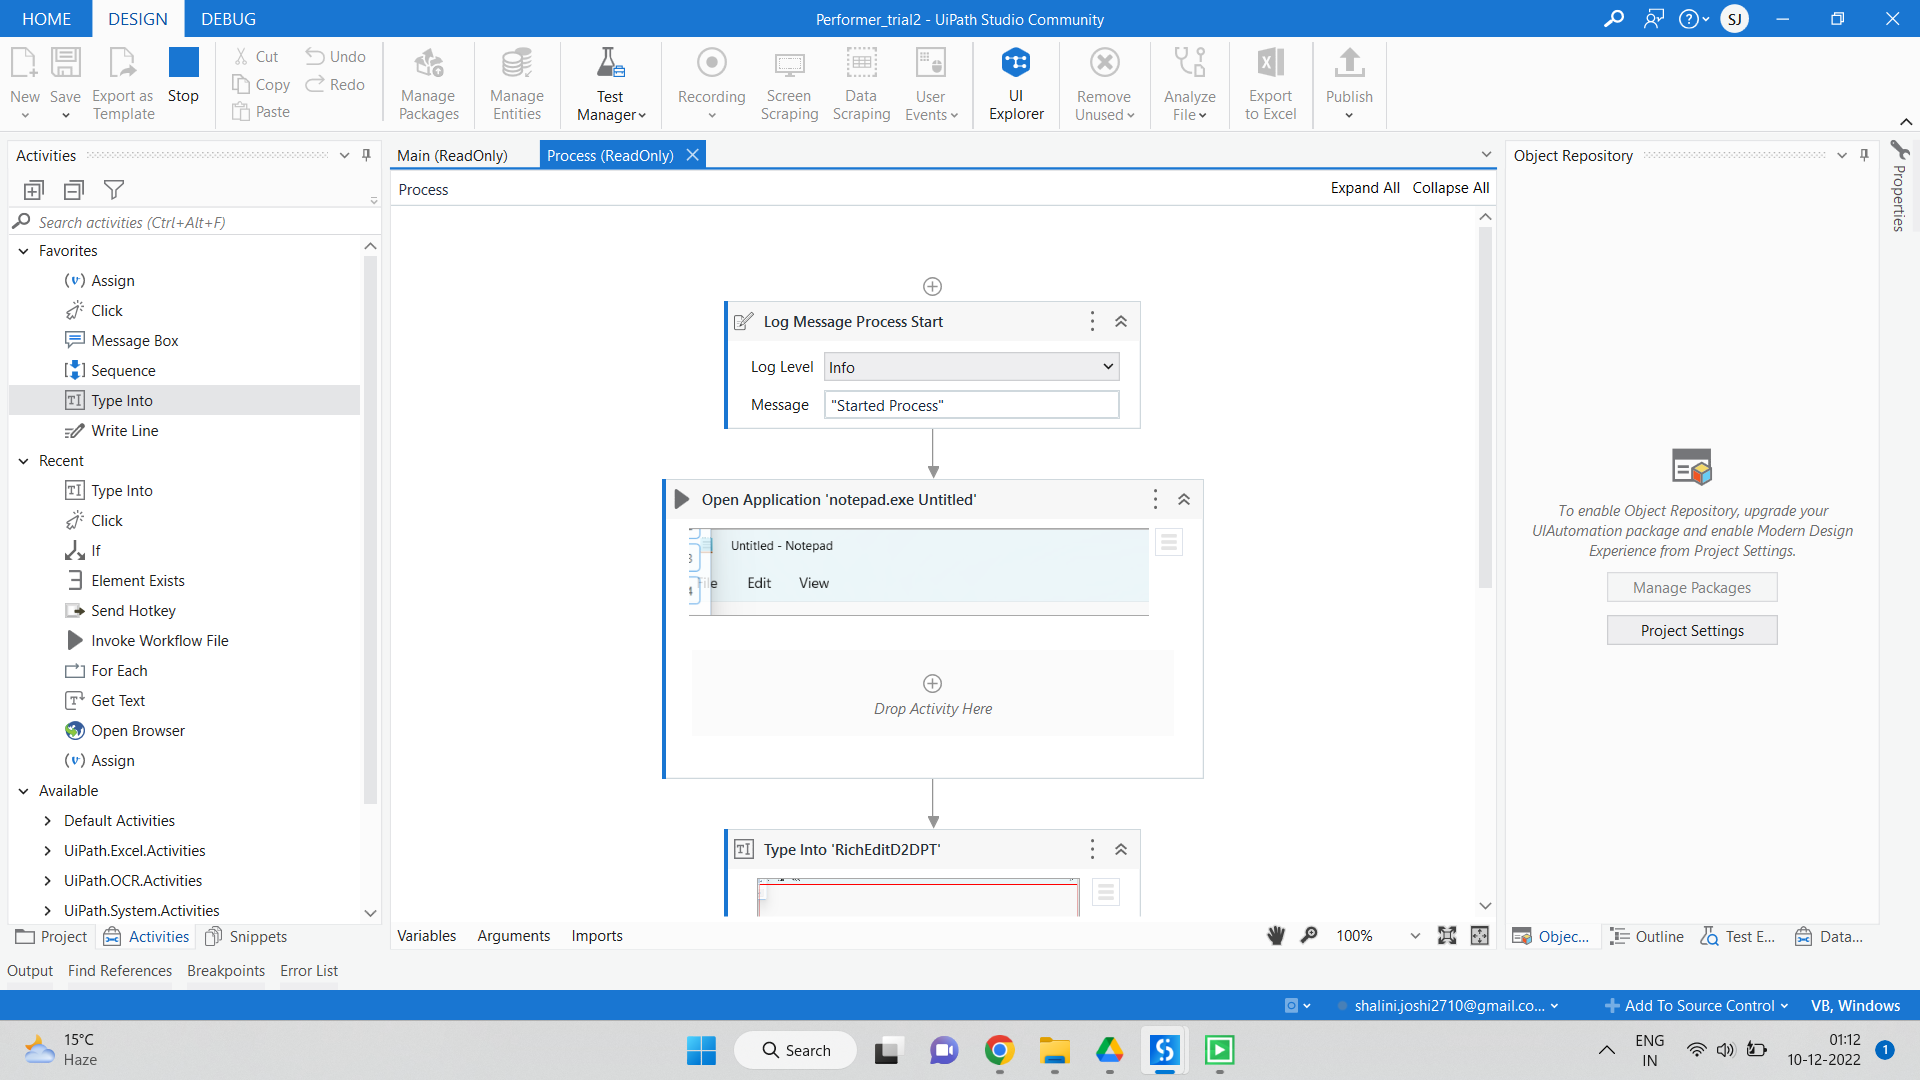 HOME DESIGN DEBUG
Performer_trial2 - UiPath Studio Community
SJ
New
Save
Export as
Template
Stop
Cut
Copy
Paste
Undo
Redo
Manage
Packages
Manage
Entities
Test
Manager
Recording
Screen
Scraping
Data
Scraping
User
Events
UI
Explorer
Remove
Unused
Analyze
File
Export
to Excel
Publish
Activities
Search activities (Ctrl+Alt+F)
Favorites
Assign
Click
Message Box
Sequence
Type Into
Write Line
Recent
Type Into
Click
If
Element Exists
Send Hotkey
Invoke Workflow File
For Each
Get Text
Open Browser
Assign
Available
Default Activities
UiPath.Excel.Activities
UiPath.OCR.Activities
UiPath.System.Activities
Project Activities Snippets
Main (ReadOnly) Process (ReadOnly)
Process
Expand All Collapse All
Log Message Process Start
Log Level Info
Message "Started Process"
Open Application 'notepad.exe Untitled'
Untitled - Notepad
Edit View
Drop Activity Here
Type Into 'RichEditD2DPT'
Variables Arguments Imports
100%
Object Repository
Properties
To enable Object Repository, upgrade your
UIAutomation package and enable Modern Design
Experience from Project Settings.
Manage Packages
Project Settings
Objec... Outline Test E... Data...
Output Find References Breakpoints Error List
shalini.joshi2710@gmail.co... Add To Source Control VB, Windows
15°C
Haze
Search
ENG
IN
01:12
10-12-2022
1